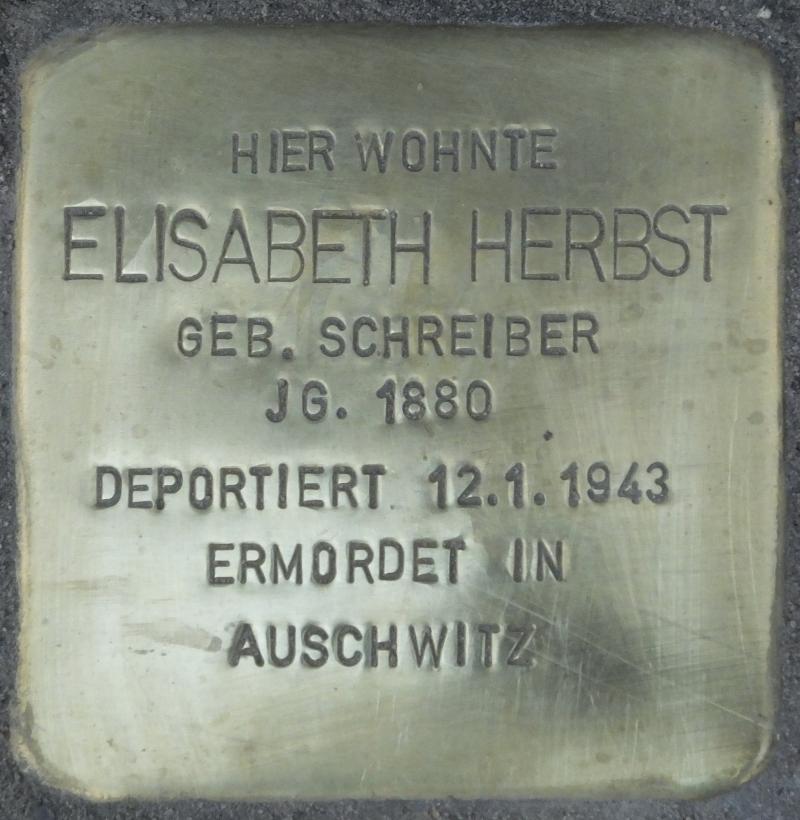 HIER WOHNTE
ELISABETH HERBST
GEB. SCHREIBER
JG. 1880
DEPORTIERT 12.1.1943
ERMORDET IN
AUSCHWITZ